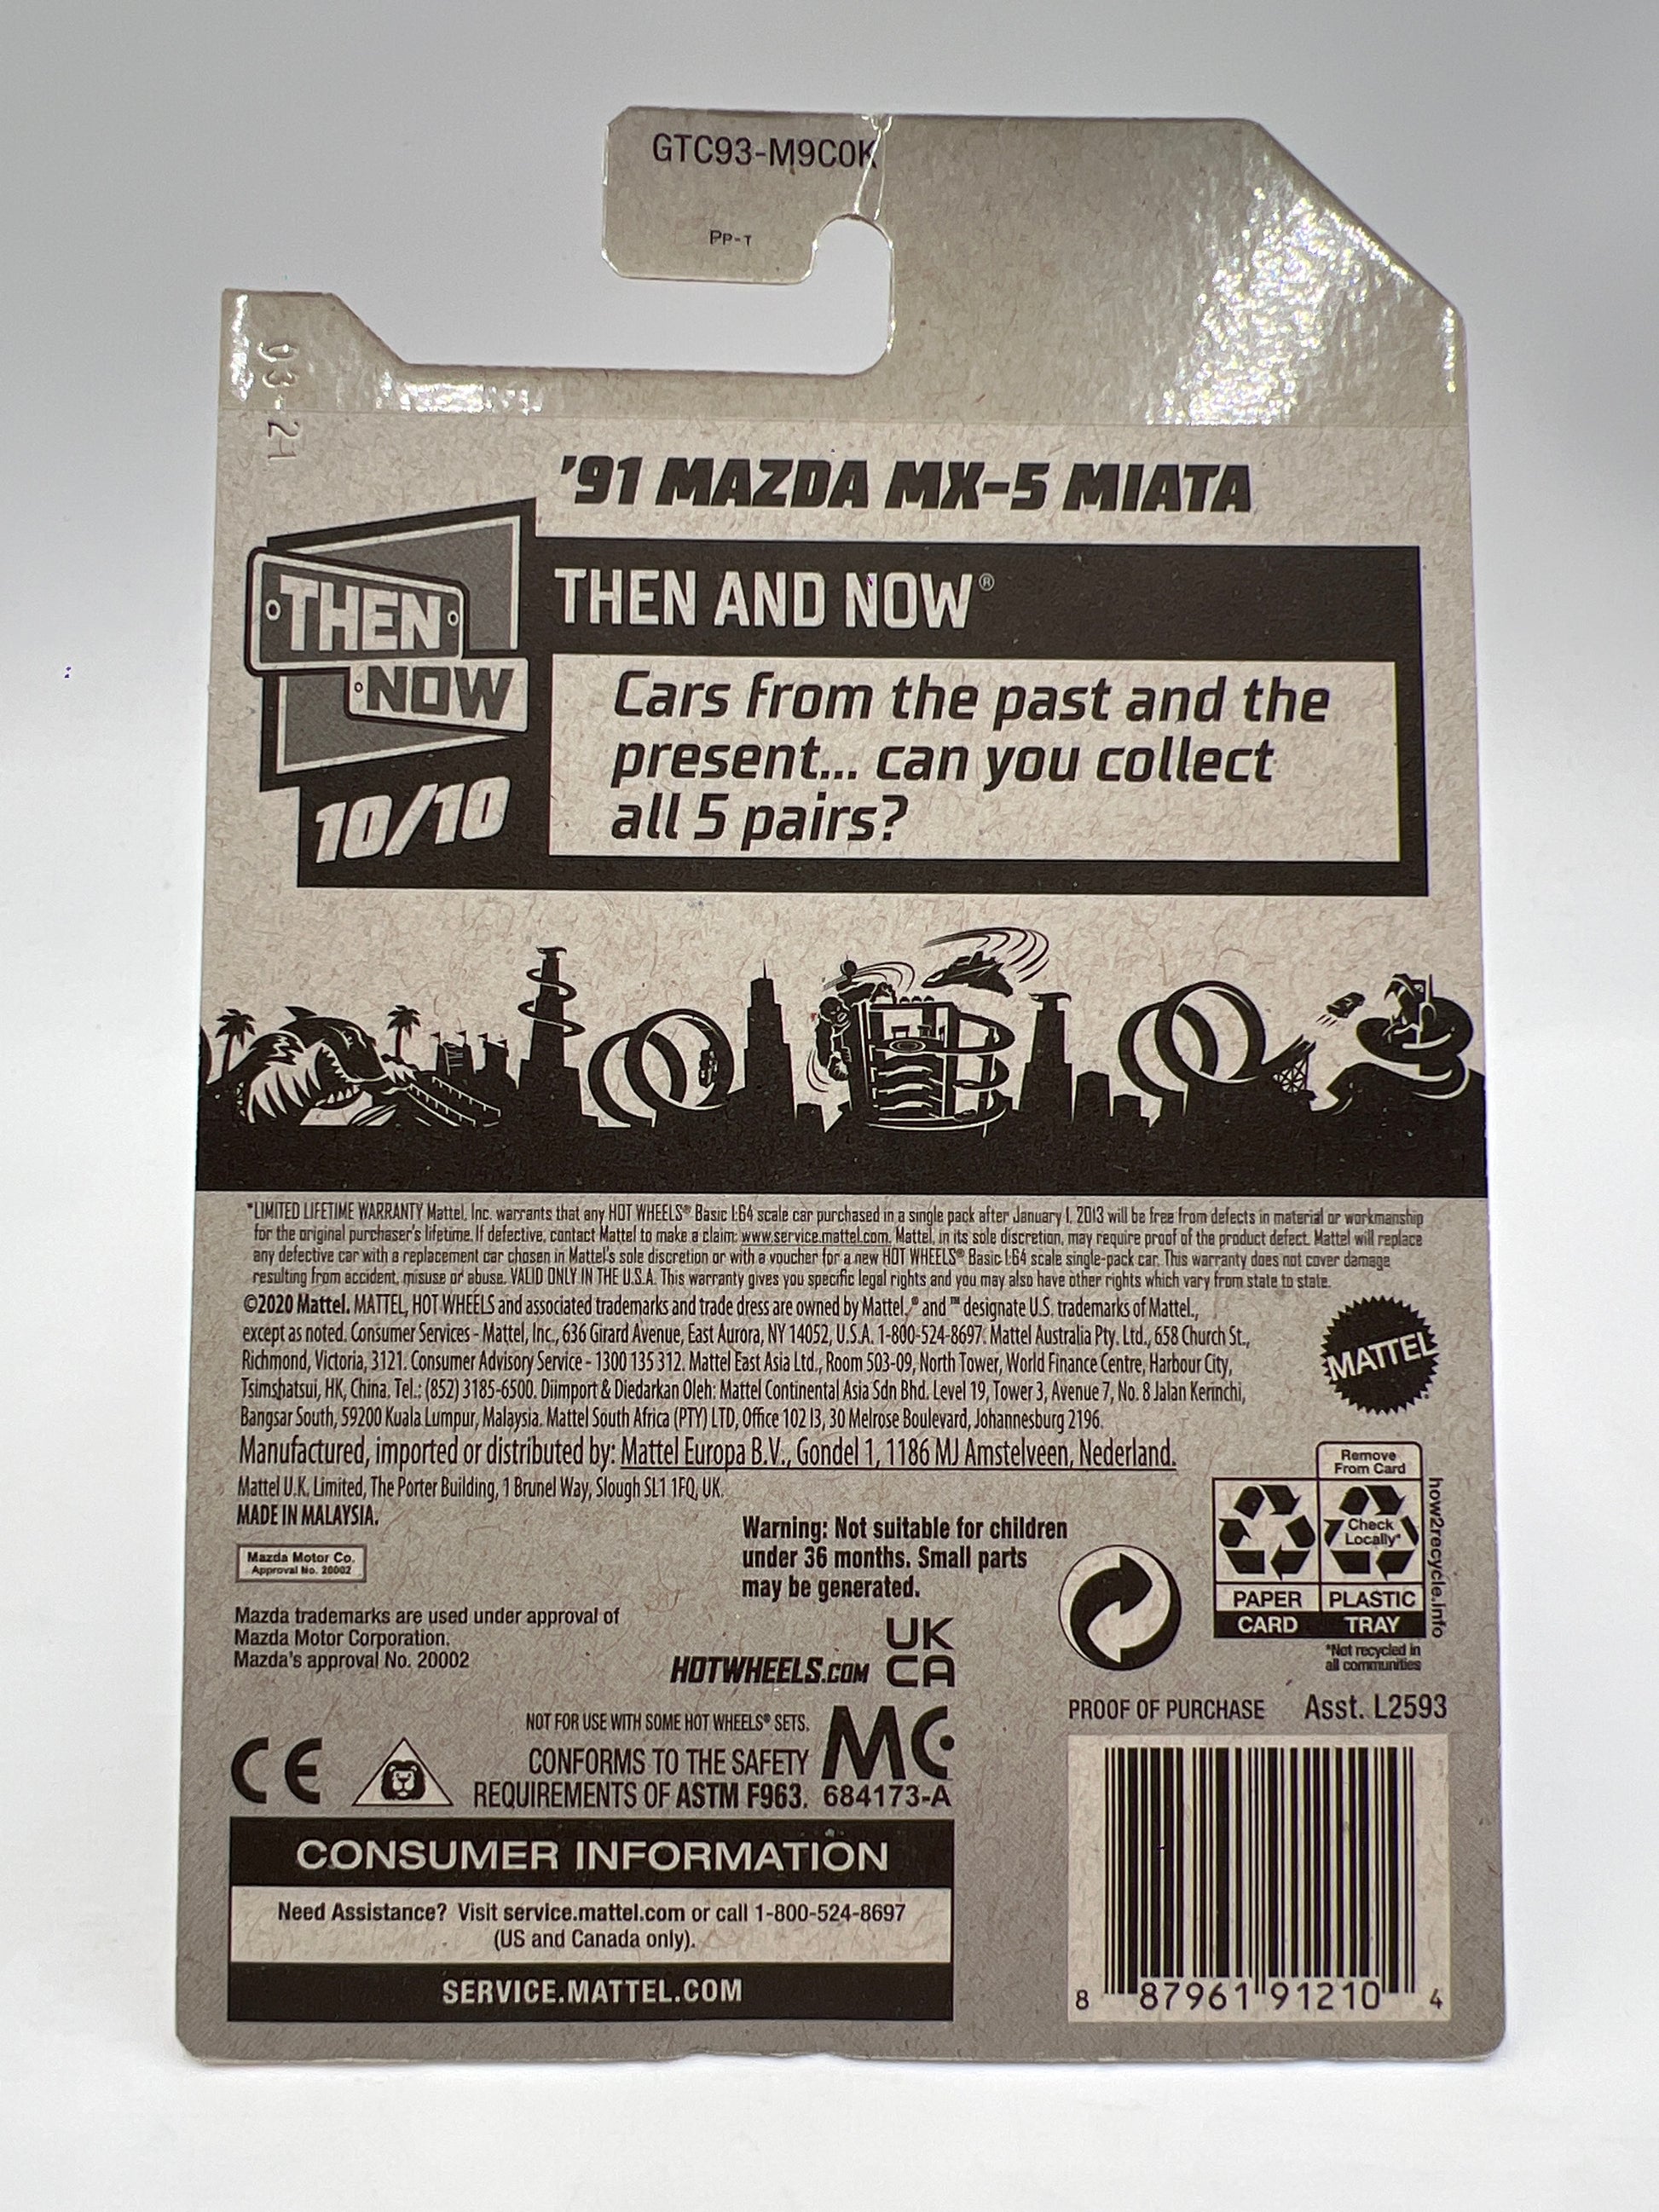 GTC93-M9C0K
PP-T
03-21
'91 MAZDA MX-5 MIATA
THEN
NOW
10/10
THEN AND NOW®
Cars from the past and the
present... can you collect
all 5 pairs?
*LIMITED LIFETIME WARRANTY Mattel, Inc. warrants that any HOT WHEELS® Basic 1:64 scale car purchased in a single pack after January 1, 2013 will be free from defects in material or workmanship
for the original purchaser's lifetime. If defective, contact Mattel to make a claim: www.service.mattel.com. Mattel, in its sole discretion, may require proof of the product defect. Mattel will replace
any defective car with a replacement car chosen in Mattel's sole discretion or with a voucher for a new HOT WHEELS® Basic 1:64 scale single-pack car. This warranty does not cover damage
resulting from accident, misuse or abuse. VALID ONLY IN THE U.S.A. This warranty gives you specific legal rights and you may also have other rights which vary from state to state.
©2020 Mattel. MATTEL, HOT WHEELS and associated trademarks and trade dress are owned by Mattel. ® and ™ designate U.S. trademarks of Mattel.,
except as noted. Consumer Services - Mattel, Inc., 636 Girard Avenue, East Aurora, NY 14052, U.S.A. 1-800-524-8697. Mattel Australia Pty. Ltd., 658 Church St.,
Richmond, Victoria, 3121. Consumer Advisory Service - 1300 135 312. Mattel East Asia Ltd., Room 503-09, North Tower, World Finance Centre, Harbour City,
Tsimshatsui, HK, China. Tel.: (852) 3185-6500. Diimport & Diedarkan Oleh: Mattel Continental Asia Sdn Bhd. Level 19, Tower 3, Avenue 7, No. 8 Jalan Kerinchi,
Bangsar South, 59200 Kuala Lumpur, Malaysia. Mattel South Africa (PTY) LTD, Office 102 I3, 30 Melrose Boulevard, Johannesburg 2196.
Manufactured, imported or distributed by: Mattel Europa B.V., Gondel 1, 1186 MJ Amstelveen, Nederland.
Mattel U.K. Limited, The Porter Building, 1 Brunel Way, Slough SL1 1FQ, UK.
MADE IN MALAYSIA.
MATTEL
Mazda Motor Co.
Approval No. 20002
Mazda trademarks are used under approval of
Mazda Motor Corporation.
Mazda's approval No. 20002
Warning: Not suitable for children
under 36 months. Small parts
may be generated.
HOTWHEELS.COM
UK
CA
Remove
From Card
Check
Locally*
PAPER
CARD
PLASTIC
TRAY
how2recycle.info
*Not recycled in
all communities
NOT FOR USE WITH SOME HOT WHEELS® SETS.
CONFORMS TO THE SAFETY
REQUIREMENTS OF ASTM F963.
CE
MC
684173-A
PROOF OF PURCHASE
Asst. L2593
CONSUMER INFORMATION
Need Assistance? Visit service.mattel.com or call 1-800-524-8697
(US and Canada only).
SERVICE.MATTEL.COM
8 87961 91210 4